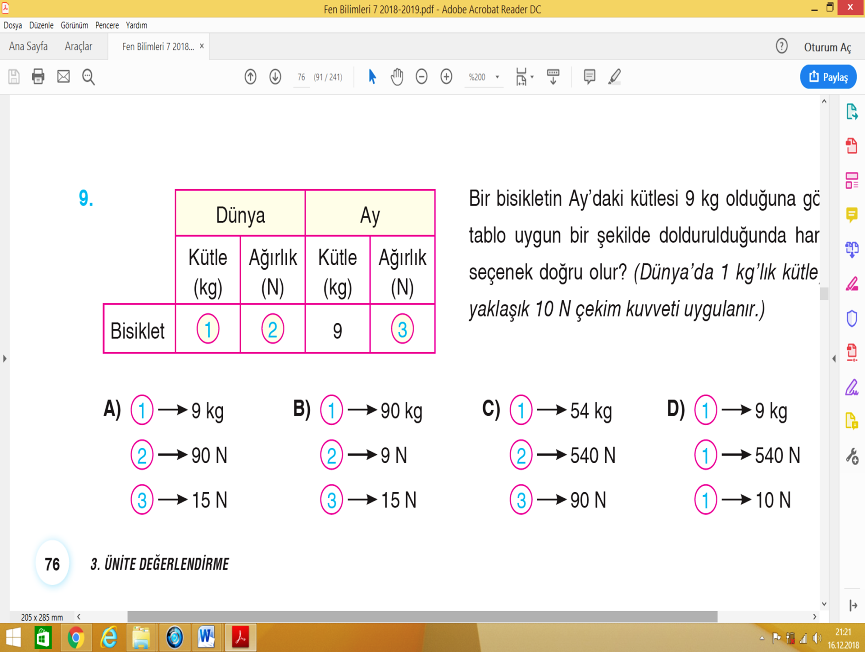 Fen Bilimleri 7 2018-2019.pdf - Adobe Acrobat Reader DC
Dosya Düzenle Görünüm Pencere Yardım
Ana Sayfa Araçlar Fen Bilimleri 7 2018... × Oturum Aç
76 (91 / 241) %200 Paylaş
9.
Dünya Ay
Kütle (kg) Ağırlık (N) Kütle (kg) Ağırlık (N)
Bisiklet 1 2 9 3
Bir bisikletin Ay'daki kütlesi 9 kg olduğuna gö
tablo uygun bir şekilde doldurulduğunda han
seçenek doğru olur? (Dünya'da 1 kg'lık kütle
yaklaşık 10 N çekim kuvveti uygulanır.)
A) 1 → 9 kg
2 → 90 N
3 → 15 N
B) 1 → 90 kg
2 → 9 N
3 → 15 N
C) 1 → 54 kg
2 → 540 N
3 → 90 N
D) 1 → 9 kg
1 → 540 N
1 → 10 N
76 3. ÜNİTE DEĞERLENDİRME
205 x 285 mm
21:21
16.12.2018